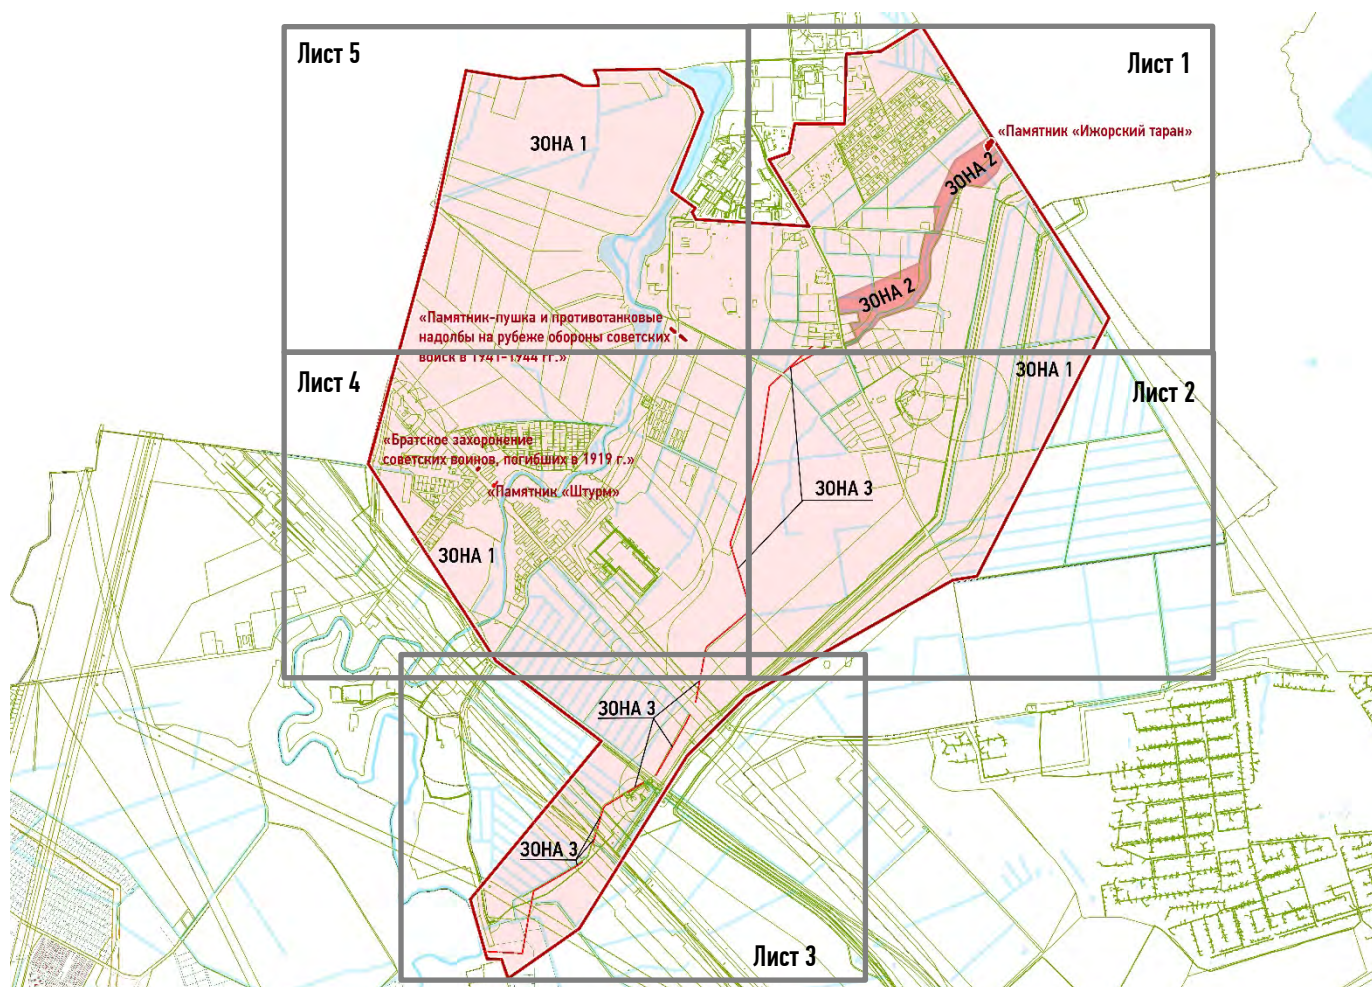 Лист 5
Лист 1
ЗОНА 1
«Памятник «Ижорский таран»
ЗОНА 2
ЗОНА 2
«Памятник-пушка и противотанковые
надолбы на рубеже обороны советских
войск в 1941-1944 гг.»
Лист 4
ЗОНА 1
Лист 2
«Братское захоронение
советских воинов, погибших в 1919 г.»
«Памятник «Штурм»
ЗОНА 3
ЗОНА 1
ЗОНА 3
ЗОНА 3
Лист 3